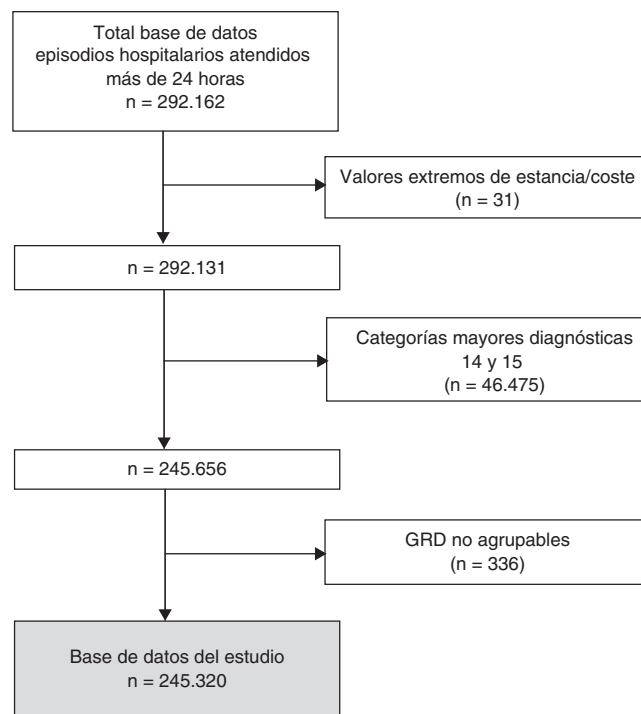 Total base de datos
episodios hospitalarios atendidos
más de 24 horas
n = 292.162
Valores extremos de estancia/coste
(n = 31)
n = 292.131
Categorías mayores diagnósticas
14 y 15
(n = 46.475)
n = 245.656
GRD no agrupables
(n = 336)
Base de datos del estudio
n = 245.320